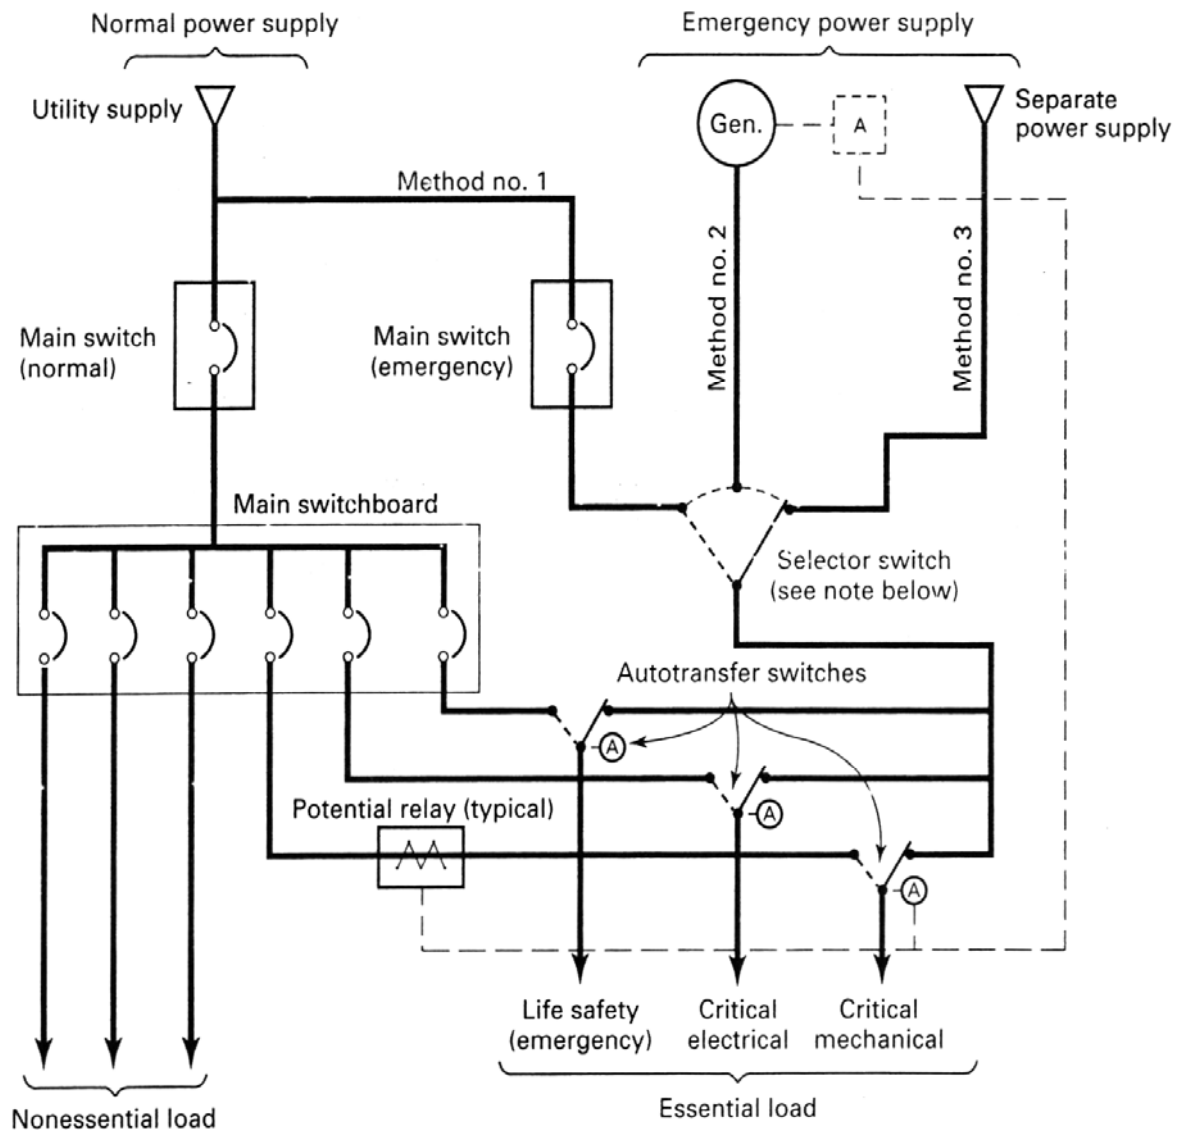 Normal power supply
Emergency power supply
Utility supply
Gen.
A
Separate
power supply
Method no. 1
Method no. 2
Method no. 3
Main switch
(normal)
Main switch
(emergency)
Main switchboard
Selector switch
(see note below)
Autotransfer switches
A
A
Potential relay (typical)
A
Life safety
(emergency)
Critical
electrical
Critical
mechanical
Nonessential load
Essential load